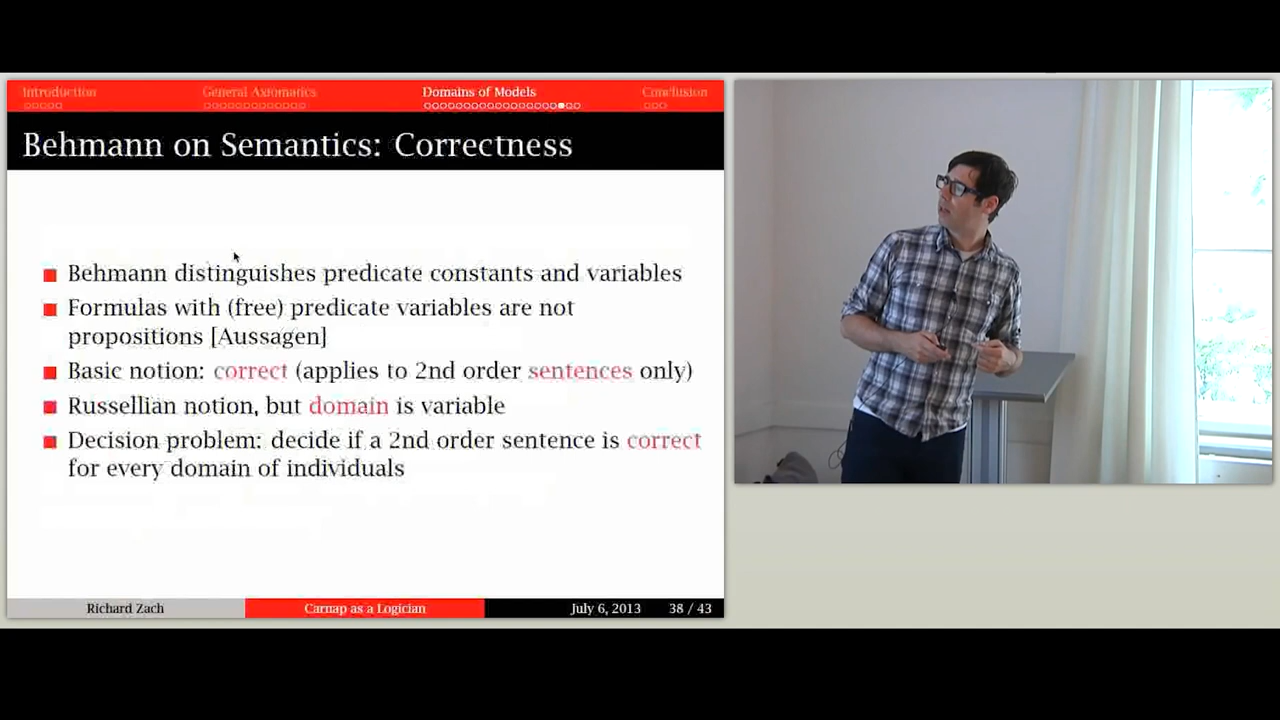 Introduction General Axiomatics Domains of Models Conclusion
Behmann on Semantics: Correctness
Behmann distinguishes predicate constants and variables
Formulas with (free) predicate variables are not
propositions [Aussagen]
Basic notion: correct (applies to 2nd order sentences only)
Russellian notion, but domain is variable
Decision problem: decide if a 2nd order sentence is correct
for every domain of individuals
Richard Zach Carnap as a Logician July 6, 2013 38 / 43